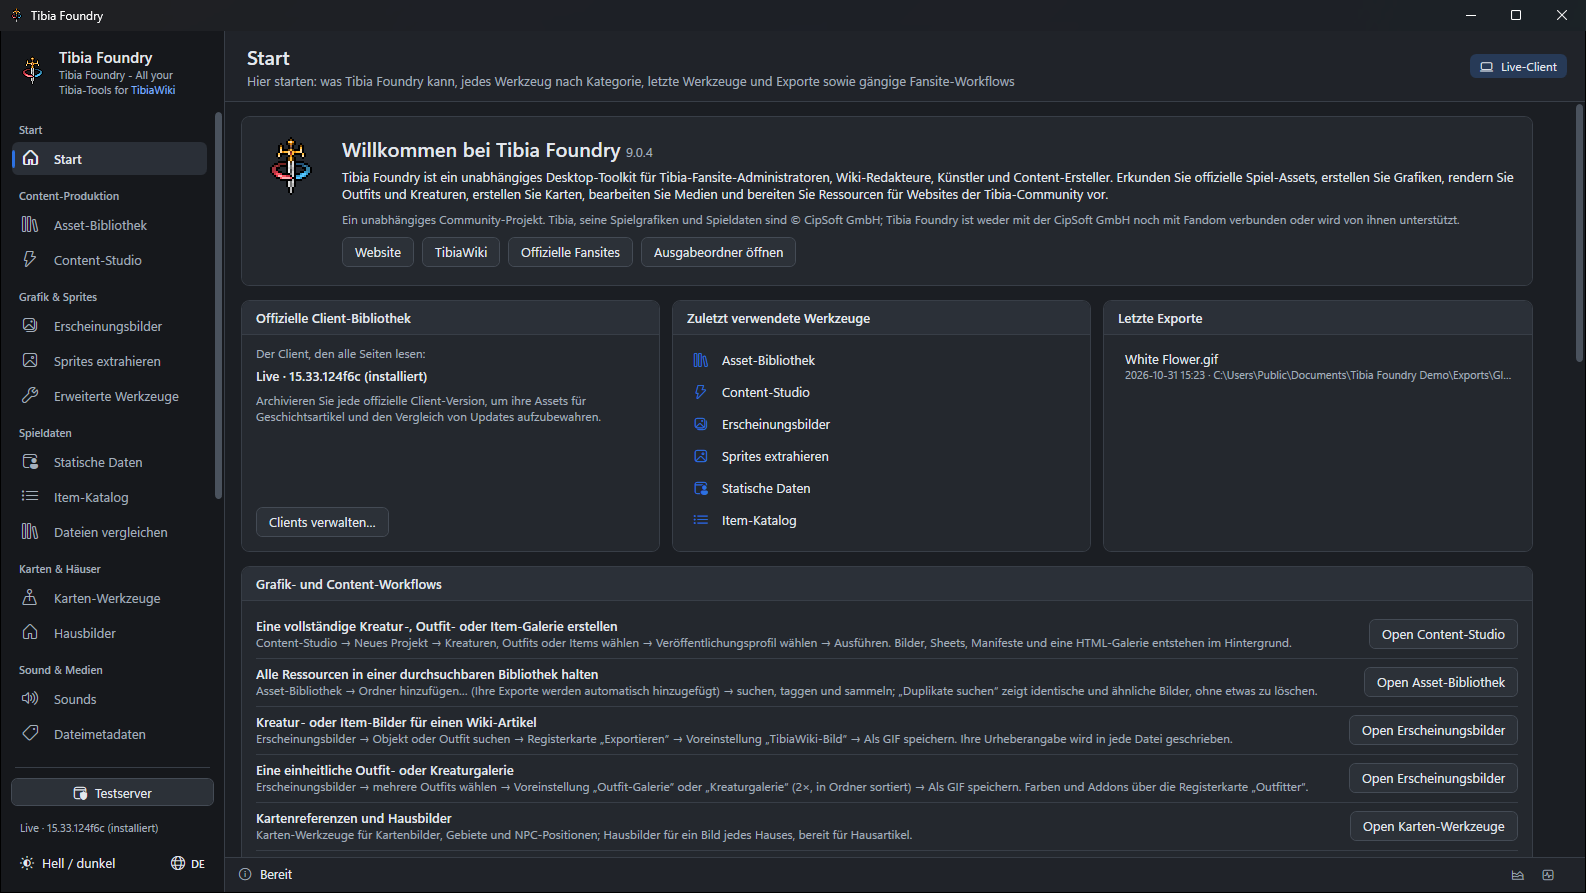 Tibia Foundry
Tibia Foundry
Tibia Foundry - All your
Tibia-Tools for TibiaWiki
Start
Start
Content-Produktion
Asset-Bibliothek
Content-Studio
Grafik & Sprites
Erscheinungsbilder
Sprites extrahieren
Erweiterte Werkzeuge
Spieldaten
Statische Daten
Item-Katalog
Dateien vergleichen
Karten & Häuser
Karten-Werkzeuge
Hausbilder
Sound & Medien
Sounds
Dateimetadaten
Testserver
Live · 15.33.124f6c (installiert)
Hell / dunkel
DE
Start
Hier starten: was Tibia Foundry kann, jedes Werkzeug nach Kategorie, letzte Werkzeuge und Exporte sowie gängige Fansite-Workflows
Live-Client
Willkommen bei Tibia Foundry 9.0.4
Tibia Foundry ist ein unabhängiges Desktop-Toolkit für Tibia-Fansite-Administratoren, Wiki-Redakteure, Künstler und Content-Ersteller. Erkunden Sie offizielle Spiel-Assets, erstellen Sie Grafiken, rendern Sie
Outfits und Kreaturen, erstellen Sie Karten, bearbeiten Sie Medien und bereiten Sie Ressourcen für Websites der Tibia-Community vor.
Ein unabhängiges Community-Projekt. Tibia, seine Spielgrafiken und Spieldaten sind © CipSoft GmbH; Tibia Foundry ist weder mit der CipSoft GmbH noch mit Fandom verbunden oder wird von ihnen unterstützt.
Website
TibiaWiki
Offizielle Fansites
Ausgabeordner öffnen
Offizielle Client-Bibliothek
Der Client, den alle Seiten lesen:
Live · 15.33.124f6c (installiert)
Archivieren Sie jede offizielle Client-Version, um ihre Assets für
Geschichtsartikel und den Vergleich von Updates aufzubewahren.
Clients verwalten...
Zuletzt verwendete Werkzeuge
Asset-Bibliothek
Content-Studio
Erscheinungsbilder
Sprites extrahieren
Statische Daten
Item-Katalog
Letzte Exporte
White Flower.gif
2026-10-31 15:23 · C:\Users\Public\Documents\Tibia Foundry Demo\Exports\GI...
Grafik- und Content-Workflows
Eine vollständige Kreatur-, Outfit- oder Item-Galerie erstellen
Content-Studio → Neues Projekt → Kreaturen, Outfits oder Items wählen → Veröffentlichungsprofil wählen → Ausführen. Bilder, Sheets, Manifeste und eine HTML-Galerie entstehen im Hintergrund.
Open Content-Studio
Alle Ressourcen in einer durchsuchbaren Bibliothek halten
Asset-Bibliothek → Ordner hinzufügen... (Ihre Exporte werden automatisch hinzugefügt) → suchen, taggen und sammeln; „Duplikate suchen“ zeigt identische und ähnliche Bilder, ohne etwas zu löschen.
Open Asset-Bibliothek
Kreatur- oder Item-Bilder für einen Wiki-Artikel
Erscheinungsbilder → Objekt oder Outfit suchen → Registerkarte „Exportieren“ → Voreinstellung „TibiaWiki-Bild“ → Als GIF speichern. Ihre Urheberangabe wird in jede Datei geschrieben.
Open Erscheinungsbilder
Eine einheitliche Outfit- oder Kreaturgalerie
Erscheinungsbilder → mehrere Outfits wählen → Voreinstellung „Outfit-Galerie“ oder „Kreaturgalerie“ (2×, in Ordner sortiert) → Als GIF speichern. Farben und Addons über die Registerkarte „Outfitter“.
Open Erscheinungsbilder
Kartenreferenzen und Hausbilder
Karten-Werkzeuge für Kartenbilder, Gebiete und NPC-Positionen; Hausbilder für ein Bild jedes Hauses, bereit für Hausartikel.
Open Karten-Werkzeuge
Bereit